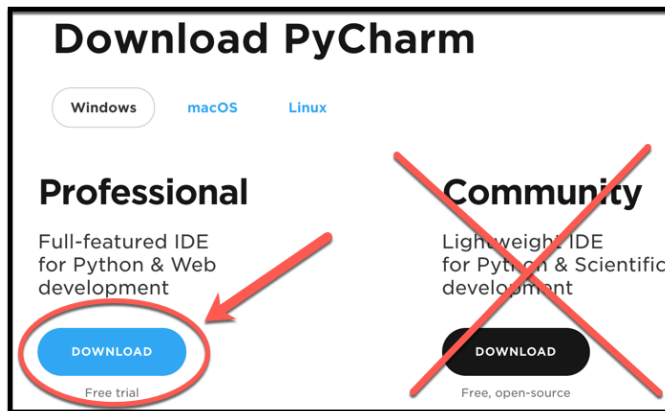 Download PyCharm
Windows macOS Linux
Professional
Full-featured IDE
for Python & Web
development
DOWNLOAD
Free trial
Community
Lightweight IDE
for Python & Scientific
development
DOWNLOAD
Free, open-source